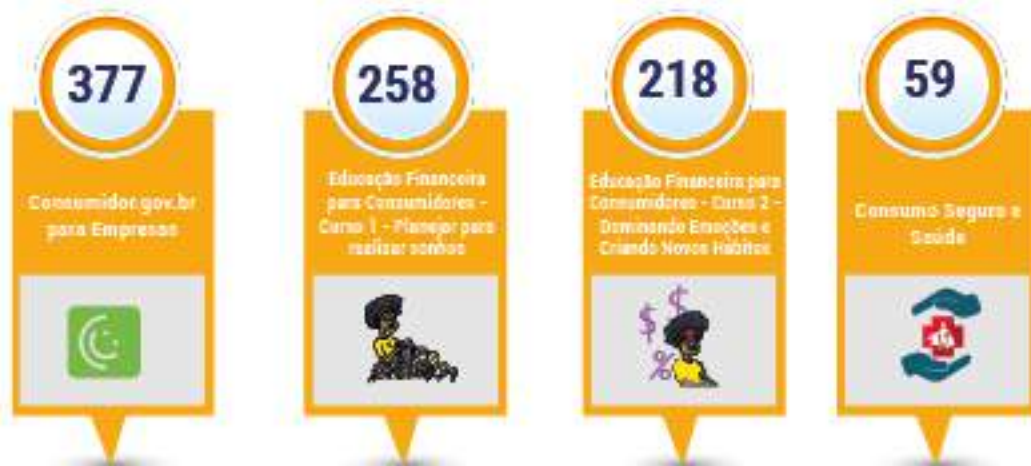 377
Consumidor.gov.br
para Empresas
258
Educação Financeira
para Consumidores -
Curso 1 - Planejar para
realizar sonhos
218
Educação Financeira para
Consumidores - Curso 2 -
Dominando Emoções e
Criando Novos Hábitos
59
Consumo Seguro e
Saúde
$
$
%